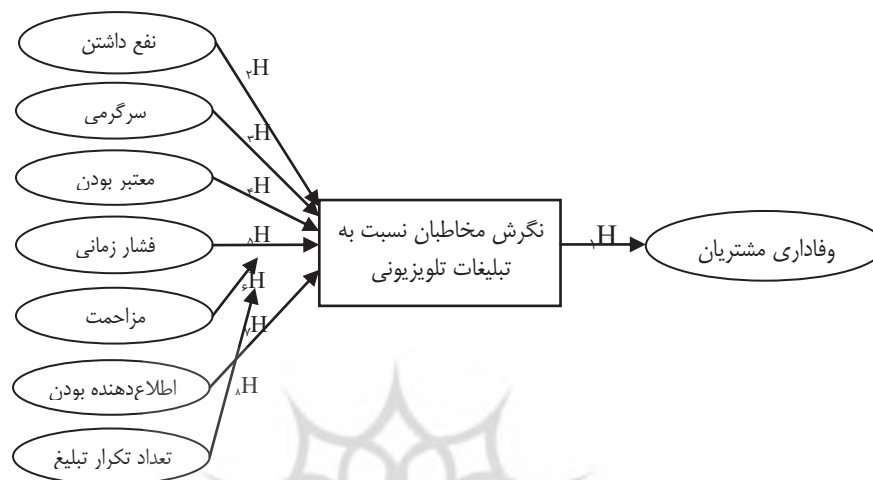 نفع داشتن
سرگرمی
معتبر بودن
فشار زمانی
مزاحمت
اطلاع‌دهنده بودن
تعداد تکرار تبلیغ
H۲
H۳
H۴
H۵
H۶
H۷
H۸
نگرش مخاطبان نسبت به
تبلیغات تلویزیونی
H۱
وفاداری مشتریان